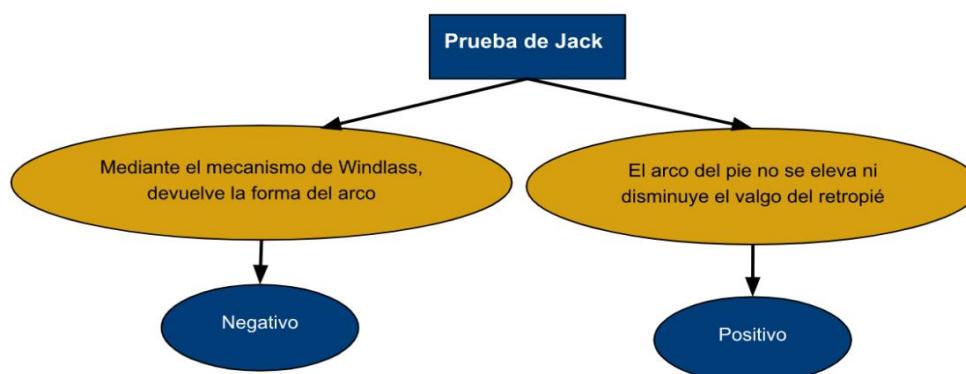 Prueba de Jack
Mediante el mecanismo de Windlass,
devuelve la forma del arco
El arco del pie no se eleva ni
disminuye el valgo del retropié
Negativo
Positivo